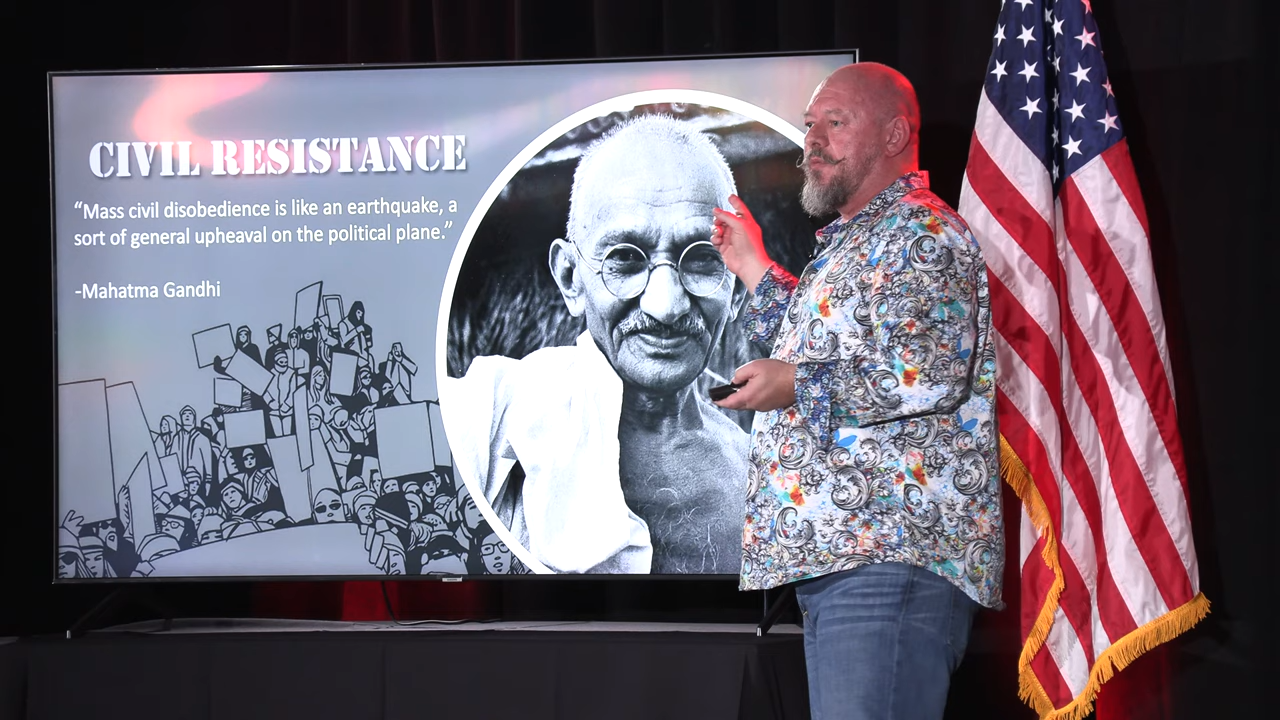 CIVIL RESISTANCE
“Mass civil disobedience is like an earthquake, a
sort of general upheaval on the political plane.”
-Mahatma Gandhi